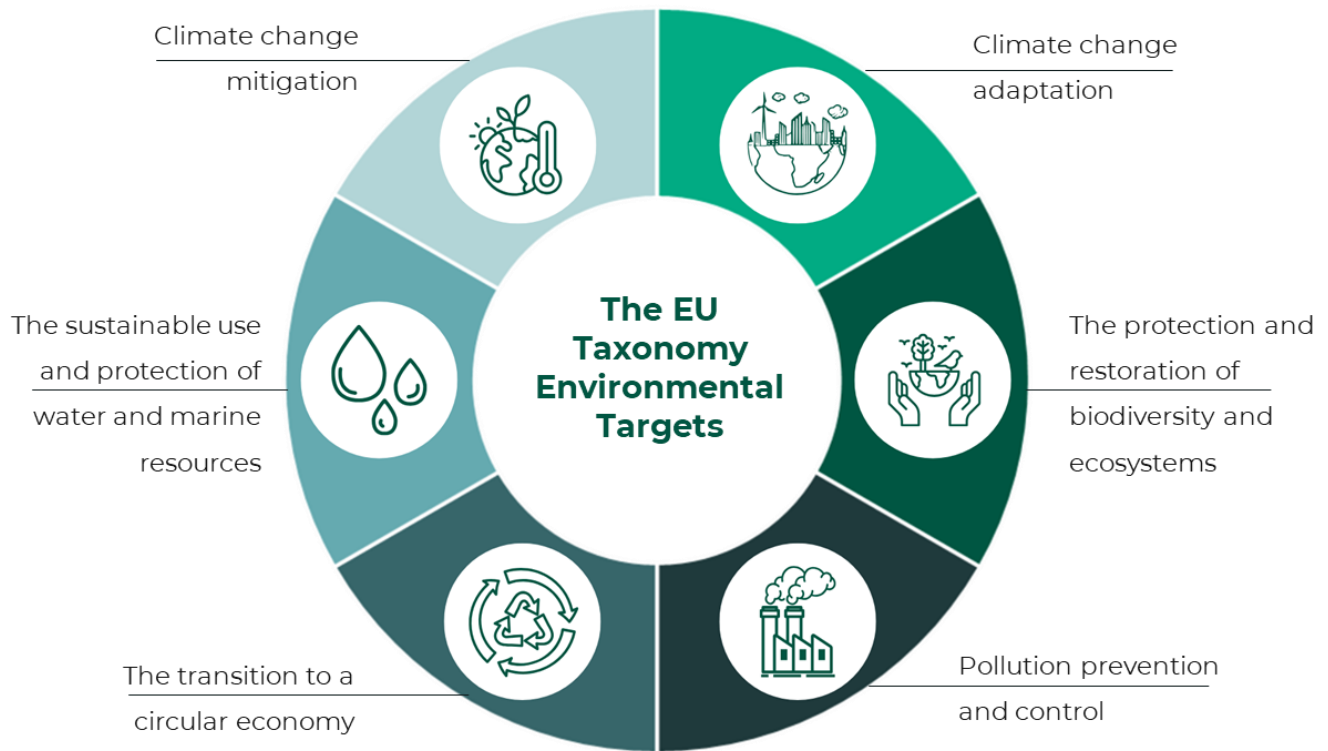 Climate change
mitigation
Climate change
adaptation
The sustainable use
and protection of
water and marine
resources
The EU
Taxonomy
Environmental
Targets
The protection and
restoration of
biodiversity and
ecosystems
The transition to a
circular economy
Pollution prevention
and control